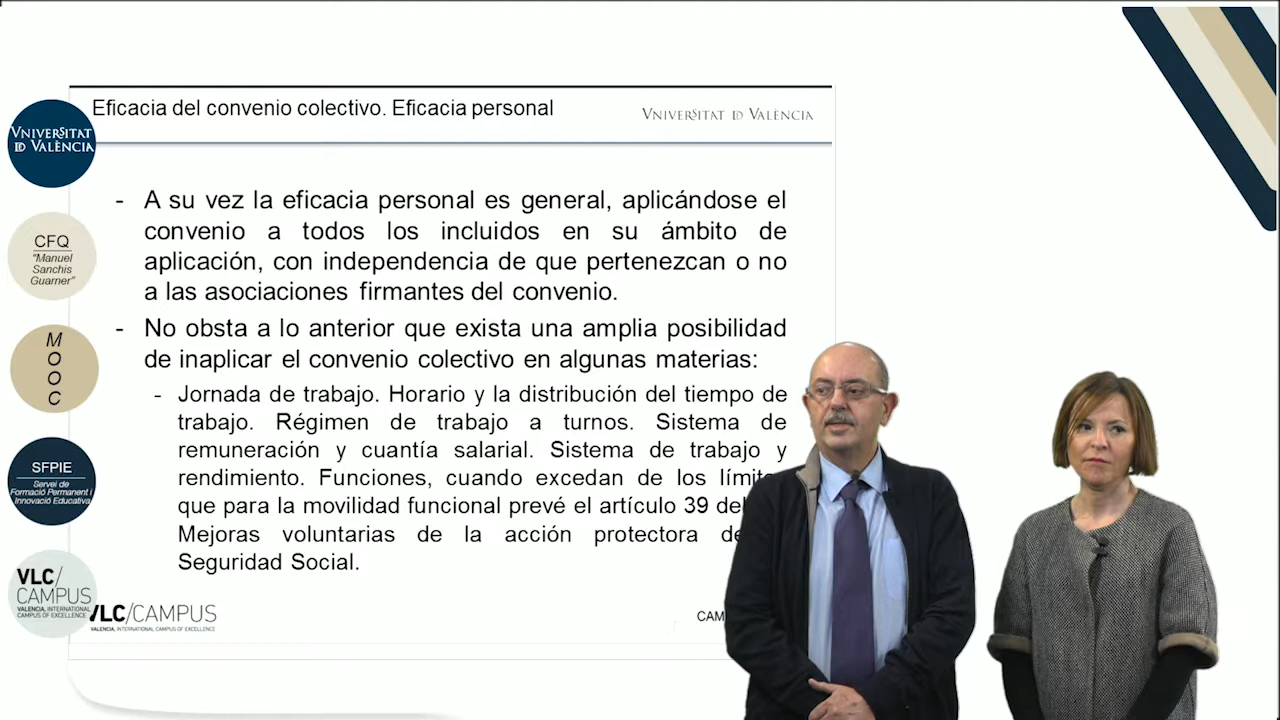 Eficacia del convenio colectivo. Eficacia personal
VNIVERSITAT D VALÈNCIA
VNIVERSITAT
D VALÈNCIA
CFQ
"Manuel
Sanchis
Guarner"
M
O
O
C
SFPIE
Servei de
Formació Permanent i
Innovació Educativa
VLC/
CAMPUS
VALENCIA, INTERNATIONAL
CAMPUS OF EXCELLENCE
- A su vez la eficacia personal es general, aplicándose el
convenio a todos los incluidos en su ámbito de
aplicación, con independencia de que pertenezcan o no
a las asociaciones firmantes del convenio.
- No obsta a lo anterior que exista una amplia posibilidad
de inaplicar el convenio colectivo en algunas materias:
- Jornada de trabajo. Horario y la distribución del tiempo de
trabajo. Régimen de trabajo a turnos. Sistema de
remuneración y cuantía salarial. Sistema de trabajo y
rendimiento. Funciones, cuando excedan de los
que para la movilidad funcional prevé el artículo 39
Mejoras voluntarias de la acción protectora
Seguridad Social.
VLC/CAMPUS
VALENCIA, INTERNATIONAL CAMPUS OF EXCELLENCE